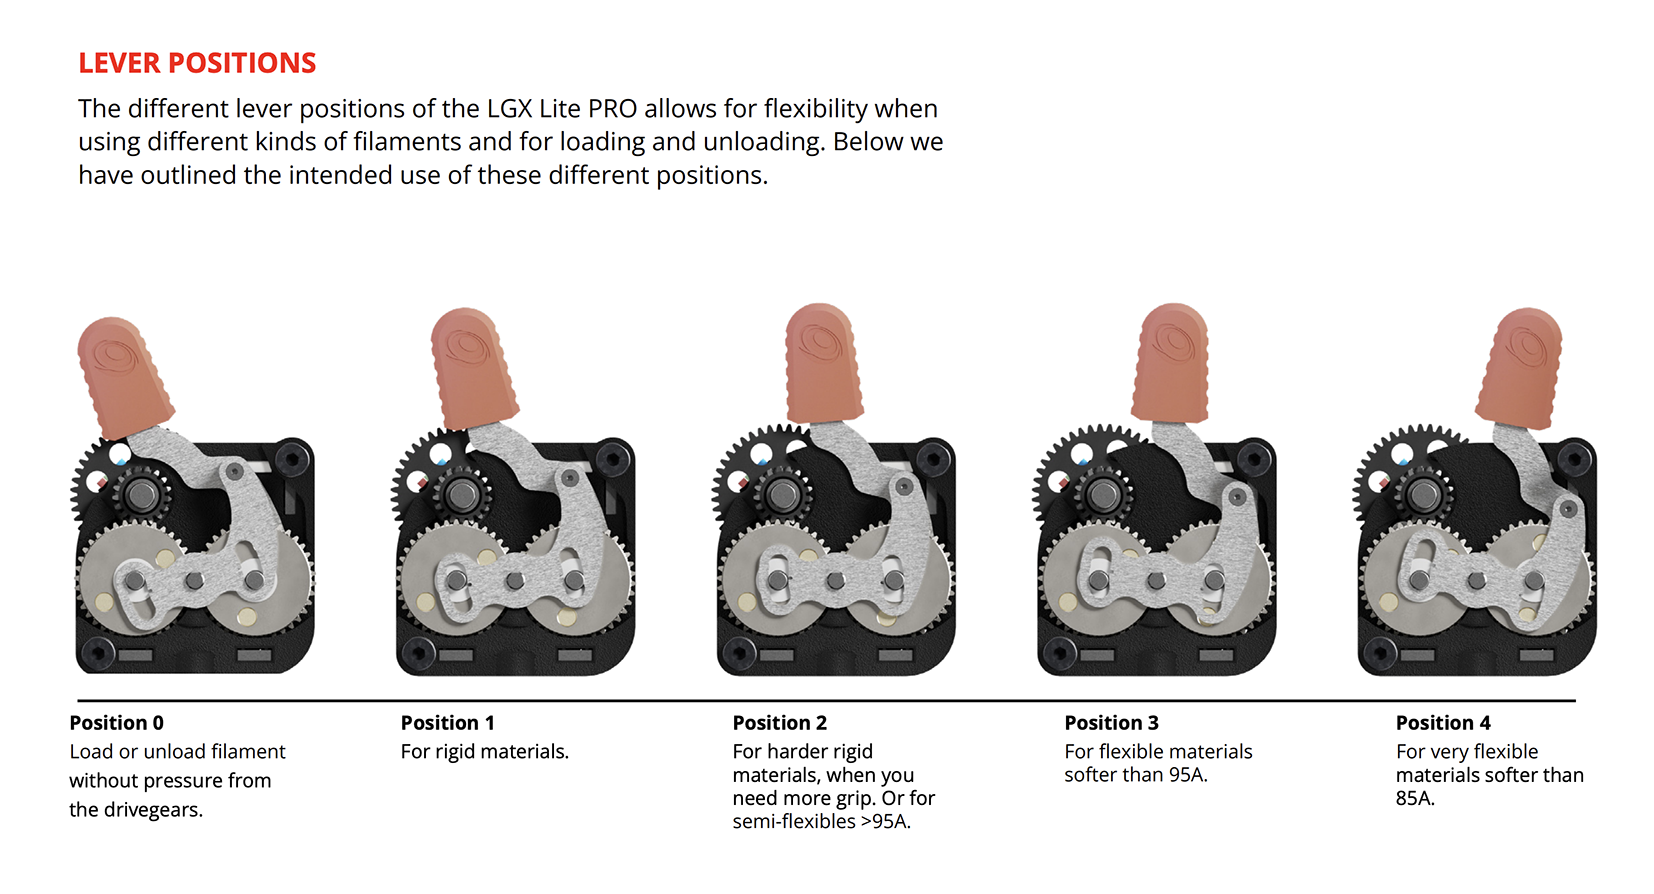 LEVER POSITIONS
The different lever positions of the LGX Lite PRO allows for flexibility when
using different kinds of filaments and for loading and unloading. Below we
have outlined the intended use of these different positions.
Position 0
Load or unload filament
without pressure from
the drivegears.
Position 1
For rigid materials.
Position 2
For harder rigid
materials, when you
need more grip. Or for
semi-flexibles >95A.
Position 3
For flexible materials
softer than 95A.
Position 4
For very flexible
materials softer than
85A.